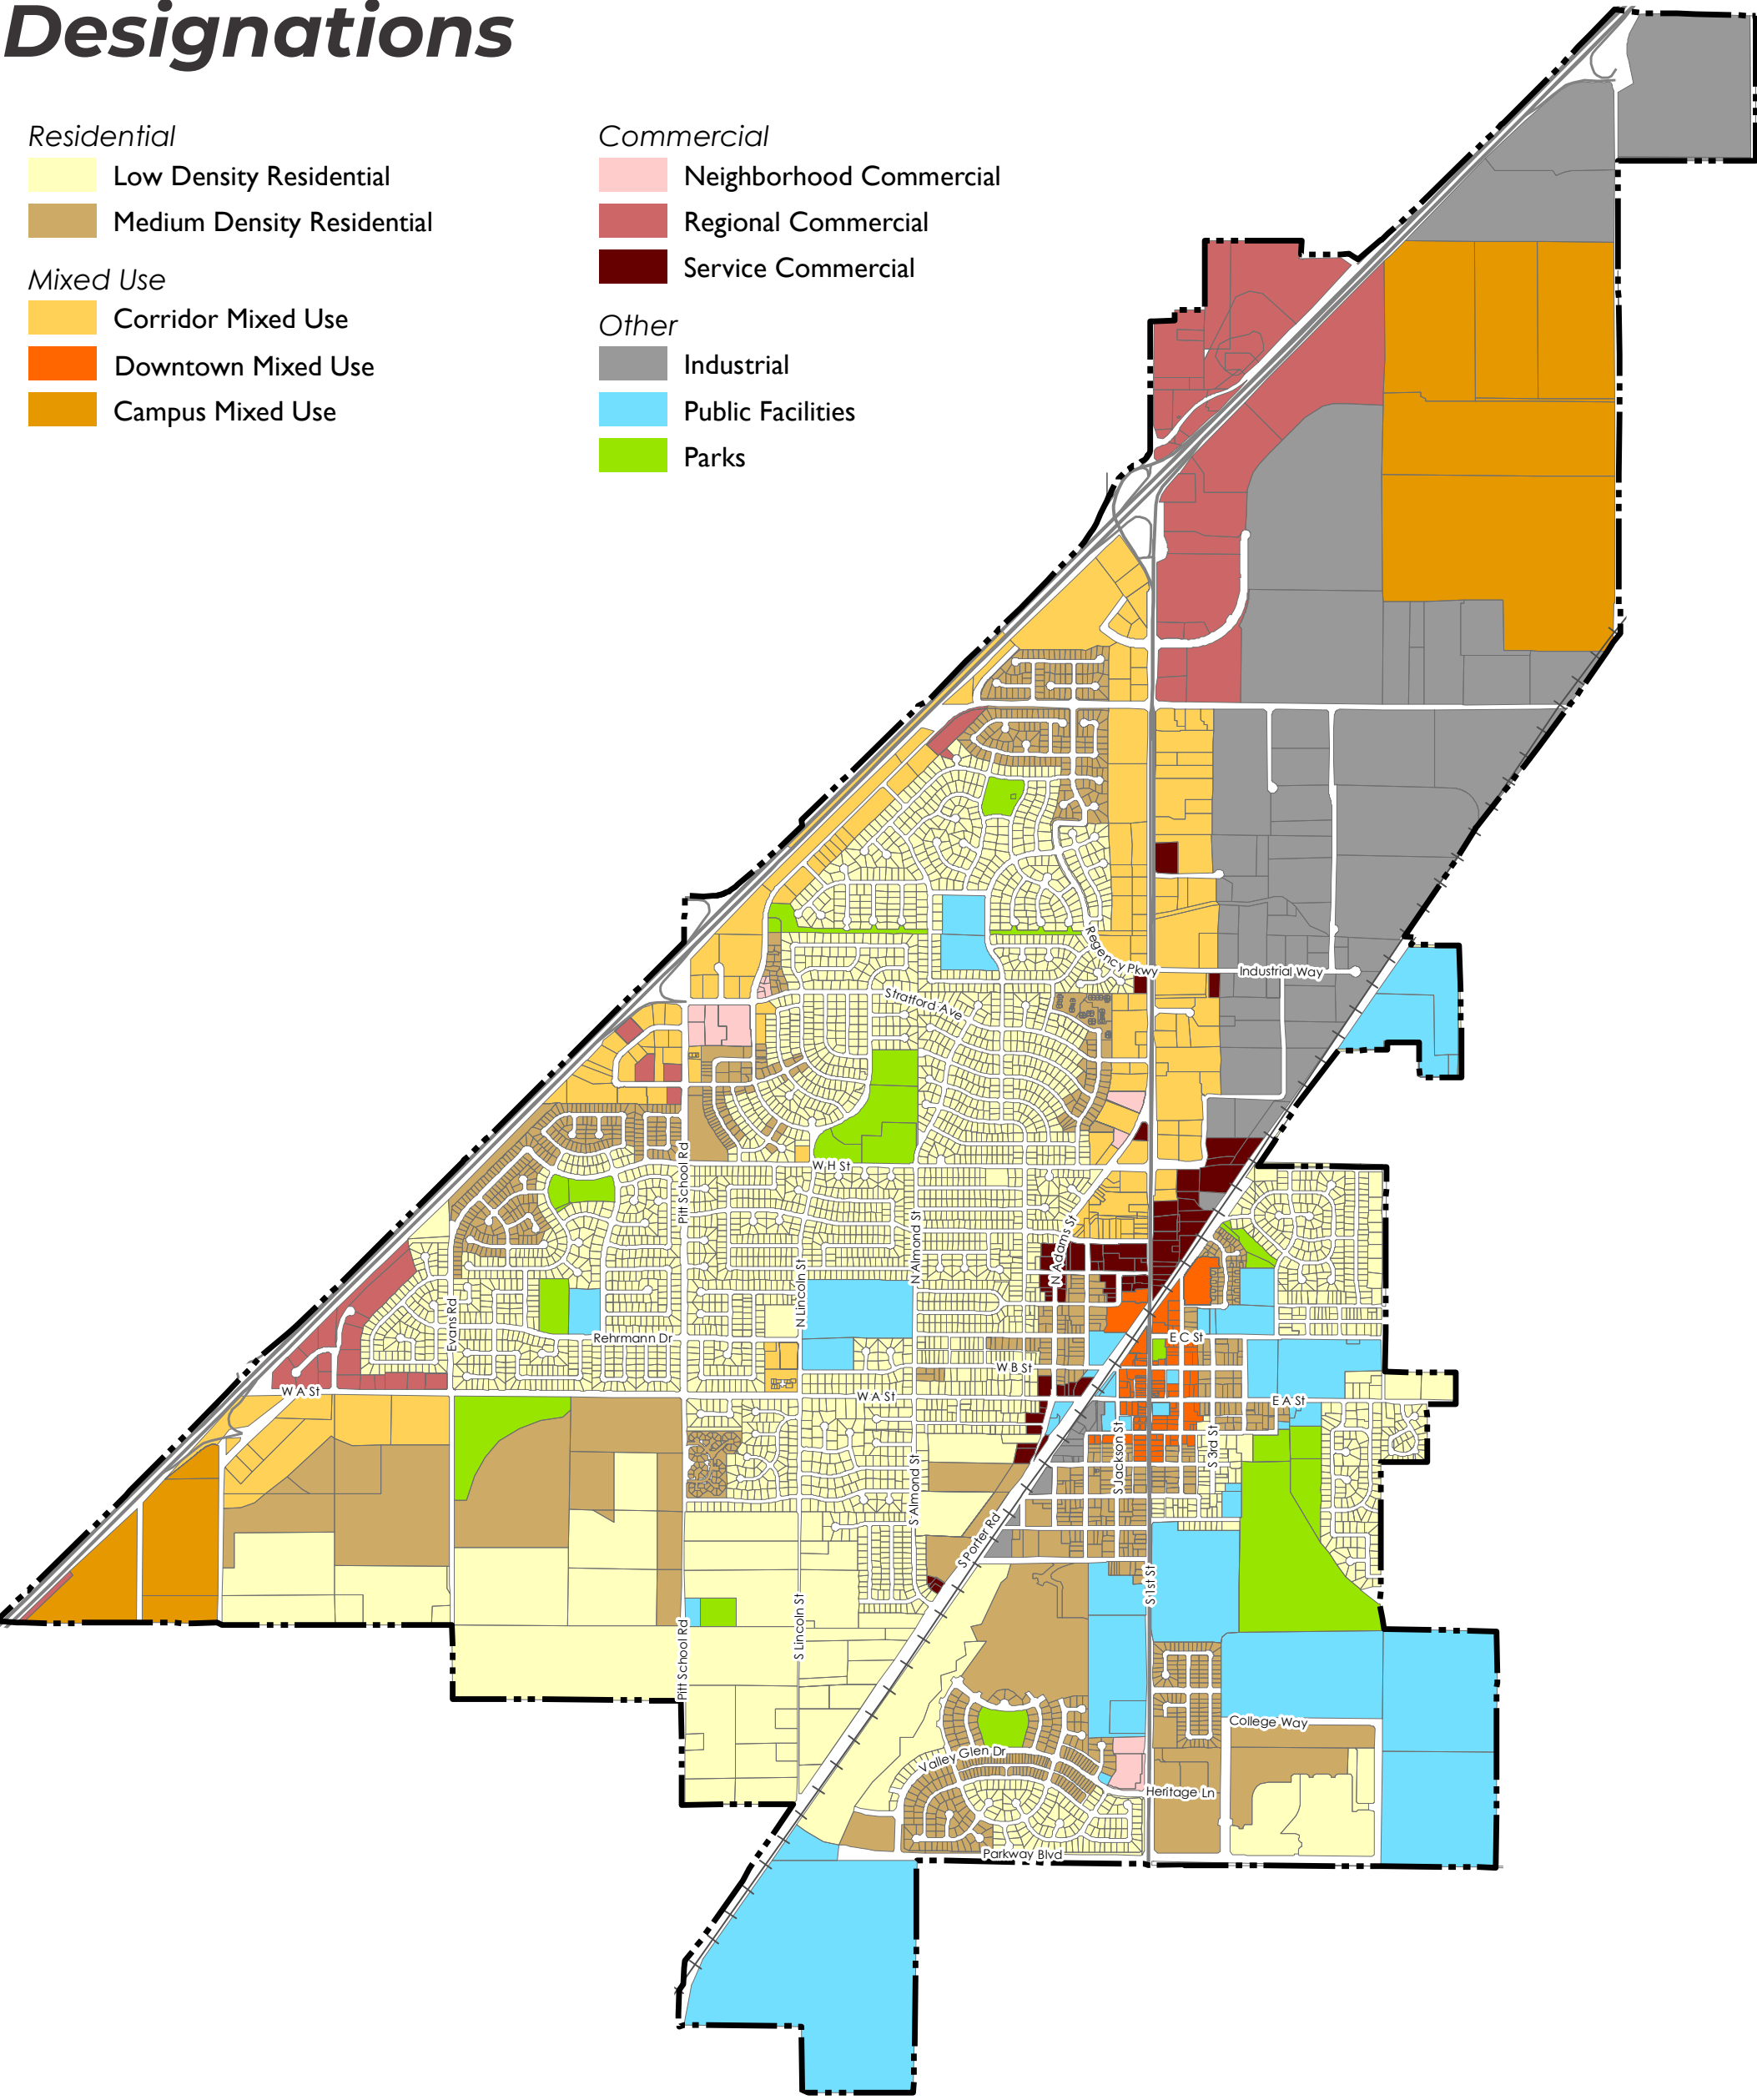 Designations
Residential
Low Density Residential
Medium Density Residential
Mixed Use
Corridor Mixed Use
Downtown Mixed Use
Campus Mixed Use
Commercial
Neighborhood Commercial
Regional Commercial
Service Commercial
Other
Industrial
Public Facilities
Parks
Regency Pkwy
Industrial Way
Stratford Ave
W H St
Pitt School Rd
N Almond St
N Adams St
N Lincoln St
Evans Rd
Rehrmann Dr
E C St
W B St
W A St
W A St
E A St
S Jackson St
S 3rd St
S Almond St
S Porter Rd
S 1st St
S Lincoln St
Pitt School Rd
College Way
Valley Glen Dr
Heritage Ln
Parkway Blvd